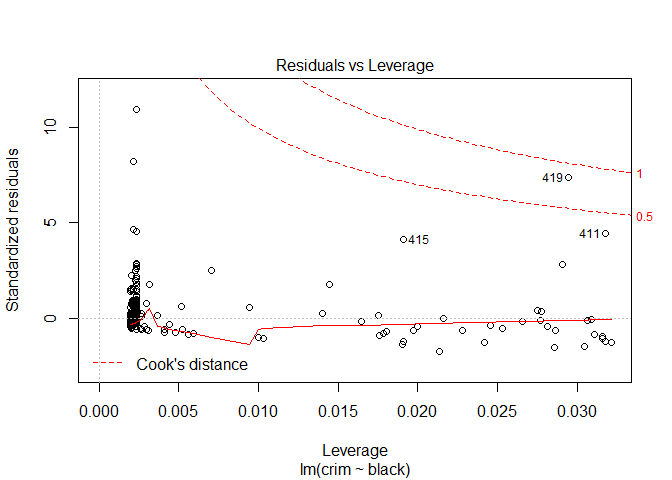 Residuals vs Leverage
Standardized residuals
10
5
0
1
0.5
419
415
411
Cook's distance
0.000 0.005 0.010 0.015 0.020 0.025 0.030
Leverage
lm(crim ~ black)